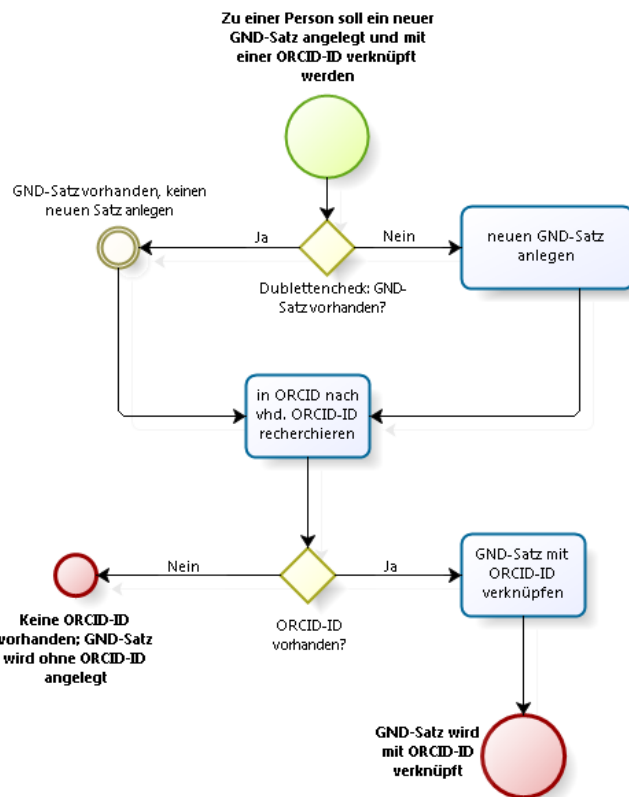 Zu einer Person soll ein neuer
GND-Satz angelegt und mit
einer ORCID-ID verknüpft
werden
GND-Satz vorhanden, keinen
neuen Satz anlegen
Ja
Nein
neuen GND-Satz
anlegen
Dublettencheck: GND-
Satz vorhanden?
in ORCID nach
vhd. ORCID-ID
recherchieren
Nein
Ja
GND-Satz mit
ORCID-ID
verknüpfen
ORCID-ID
vorhanden?
Keine ORCID-ID
vorhanden; GND-Satz
wird ohne ORCID-ID
angelegt
GND-Satz wird
mit ORCID-ID
verknüpft